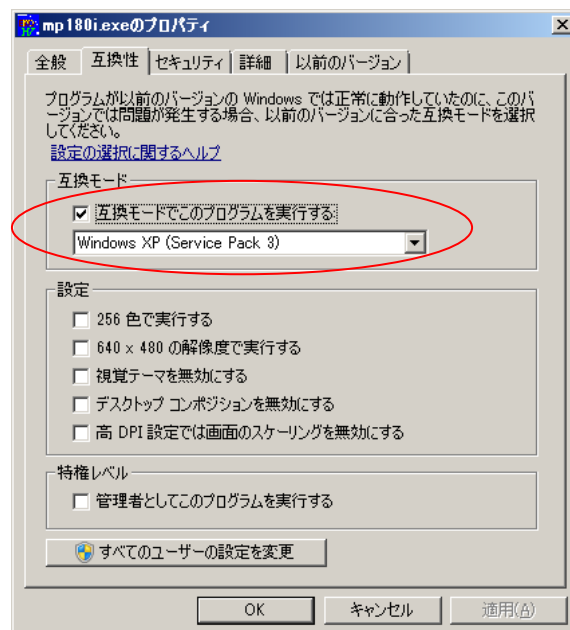 mp180i.exeのプロパティ
全般 互換性 セキュリティ 詳細 以前のバージョン
プログラムが以前のバージョンの Windows では正常に動作していたのに、このバ
ージョンでは問題が発生する場合、以前のバージョンに合った互換モードを選択
してください。
設定の選択に関するヘルプ
互換モード
互換モードでこのプログラムを実行する:
Windows XP (Service Pack 3)
設定
256 色で実行する
640 x 480 の解像度で実行する
視覚テーマを無効にする
デスクトップ コンポジションを無効にする
高 DPI 設定では画面のスケーリングを無効にする
特権レベル
管理者としてこのプログラムを実行する
すべてのユーザーの設定を変更
OK キャンセル 適用(A)